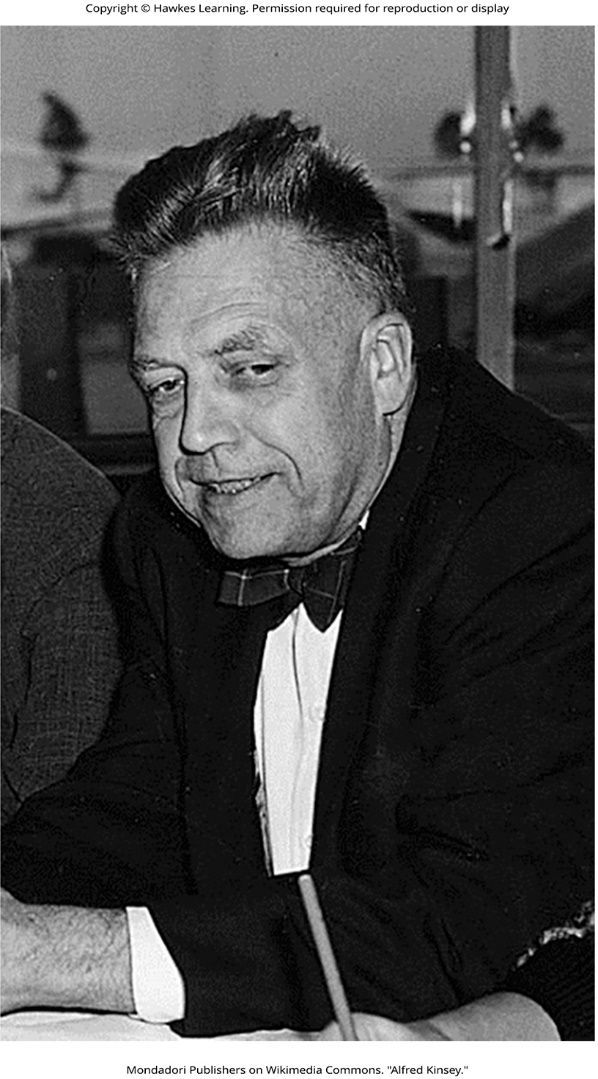 Copyright © Hawkes Learning. Permission required for reproduction or display
Mondadori Publishers on Wikimedia Commons. "Alfred Kinsey."